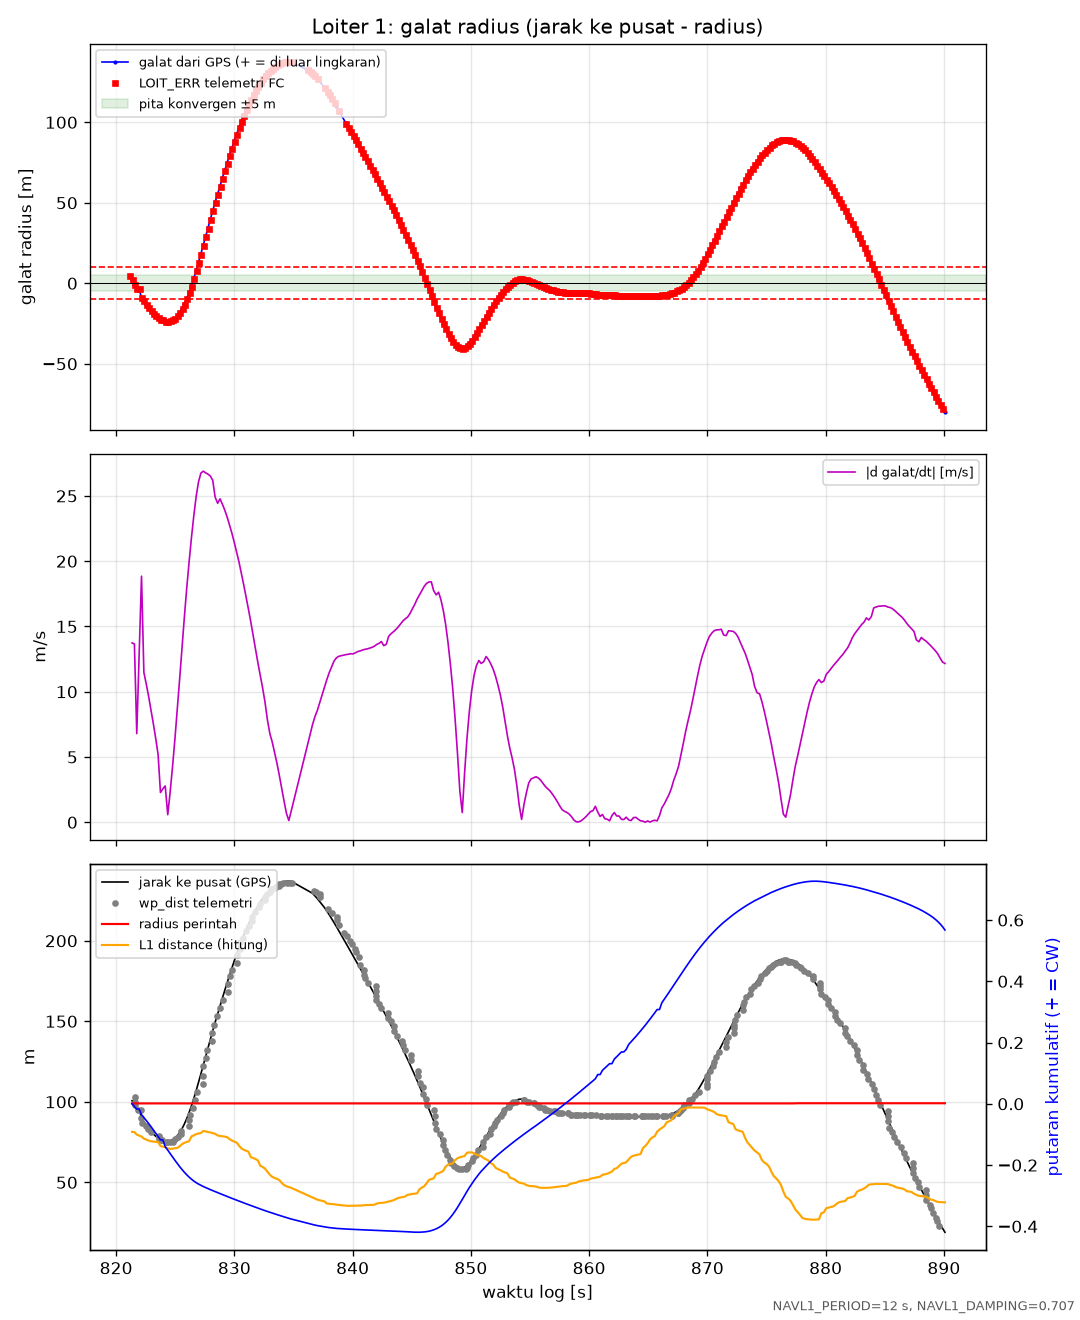 Loiter 1: galat radius (jarak ke pusat - radius)
galat dari GPS (+ = di luar lingkaran)
LOIT_ERR telemetri FC
pita konvergen ±5 m
galat radius [m]
100
50
0
−50
|d galat/dt| [m/s]
m/s
25
20
15
10
5
0
jarak ke pusat (GPS)
wp_dist telemetri
radius perintah
L1 distance (hitung)
m
200
150
100
50
0.6
0.4
0.2
0.0
−0.2
−0.4
putaran kumulatif (+ = CW)
820 830 840 850 860 870 880 890
waktu log [s]
NAVL1_PERIOD=12 s, NAVL1_DAMPING=0.707